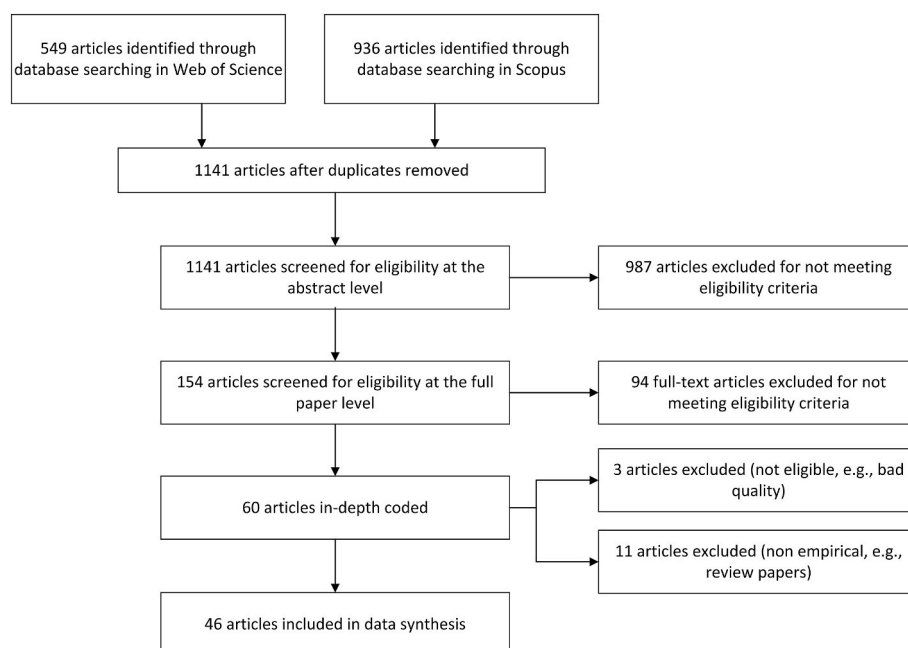 549 articles identified through
database searching in Web of Science
936 articles identified through
database searching in Scopus
1141 articles after duplicates removed
1141 articles screened for eligibility at the
abstract level
987 articles excluded for not meeting
eligibility criteria
154 articles screened for eligibility at the full
paper level
94 full-text articles excluded for not
meeting eligibility criteria
3 articles excluded (not eligible, e.g., bad
quality)
60 articles in-depth coded
11 articles excluded (non empirical, e.g.,
review papers)
46 articles included in data synthesis